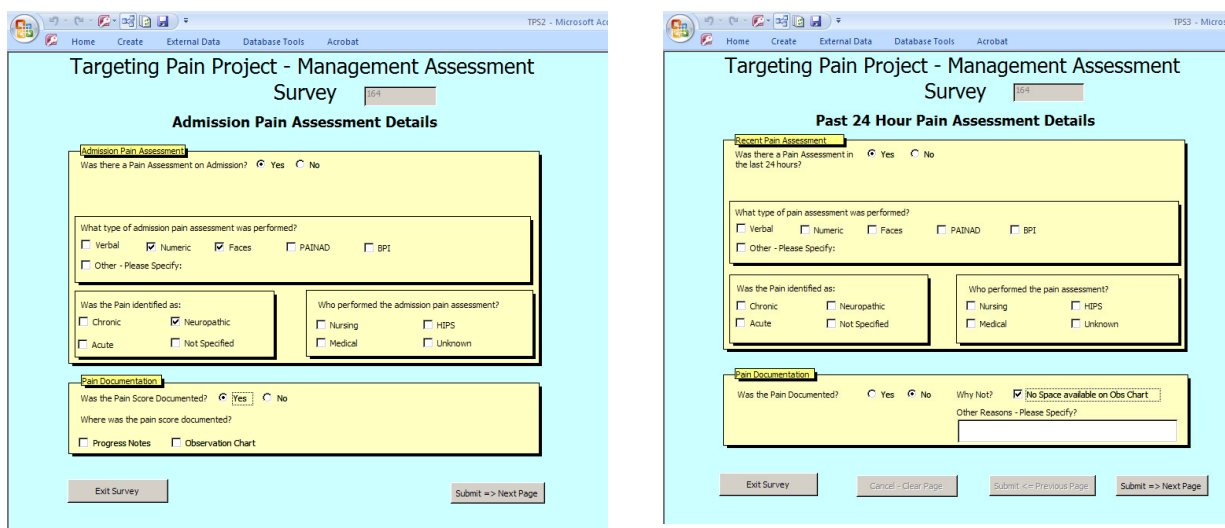 TPS2 - Microsoft Acc
Home Create External Data Database Tools Acrobat
Targeting Pain Project - Management Assessment
Survey 164
Admission Pain Assessment Details
Admission Pain Assessment
Was there a Pain Assessment on Admission? Yes No
What type of admission pain assessment was performed?
Verbal Numeric Faces PAINAD BPI
Other - Please Specify:
Was the Pain identified as:
Chronic Neuropathic
Acute Not Specified
Who performed the admission pain assessment?
Nursing HIPS
Medical Unknown
Pain Documentation
Was the Pain Score Documented? Yes No
Where was the pain score documented?
Progress Notes Observation Chart
Exit Survey Submit => Next Page
TPS3 - Micros
Home Create External Data Database Tools Acrobat
Targeting Pain Project - Management Assessment
Survey 164
Past 24 Hour Pain Assessment Details
Recent Pain Assessment
Was there a Pain Assessment in Yes No
the last 24 hours?
What type of pain assessment was performed?
Verbal Numeric Faces PAINAD BPI
Other - Please Specify:
Was the Pain identified as:
Chronic Neuropathic
Acute Not Specified
Who performed the pain assessment?
Nursing HIPS
Medical Unknown
Pain Documentation
Was the Pain Documented? Yes No Why Not? No Space available on Obs Chart
Other Reasons - Please Specify?
Exit Survey Cancel - Clear Page Submit <= Previous Page Submit => Next Page